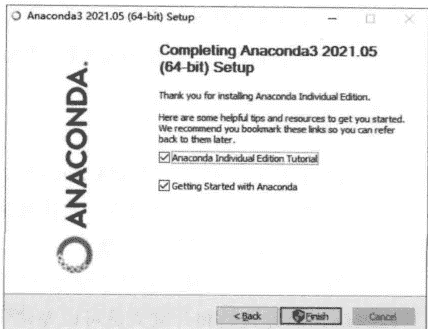 Anaconda3 2021.05 (64-bit) Setup
Completing Anaconda3 2021.05
(64-bit) Setup
Thank you for installing Anaconda Individual Edition.
Here are some helpful tips and resources to get you started.
We recommend you bookmark these links so you can refer
back to them later.
Anaconda Individual Edition Tutorial
Getting Started with Anaconda
ANACONDA.
< Back
Finish
Cancel